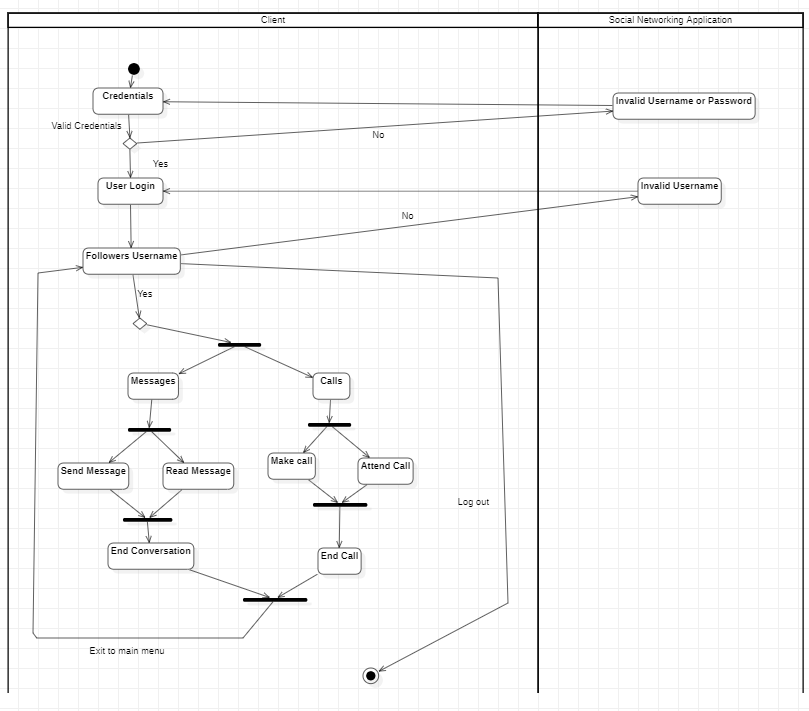 Client
Social Networking Application
Credentials
Invalid Username or Password
Valid Credentials
No
Yes
User Login
Invalid Username
No
Followers Username
Yes
Messages
Calls
Send Message
Read Message
Make call
Attend Call
Log out
End Conversation
End Call
Exit to main menu